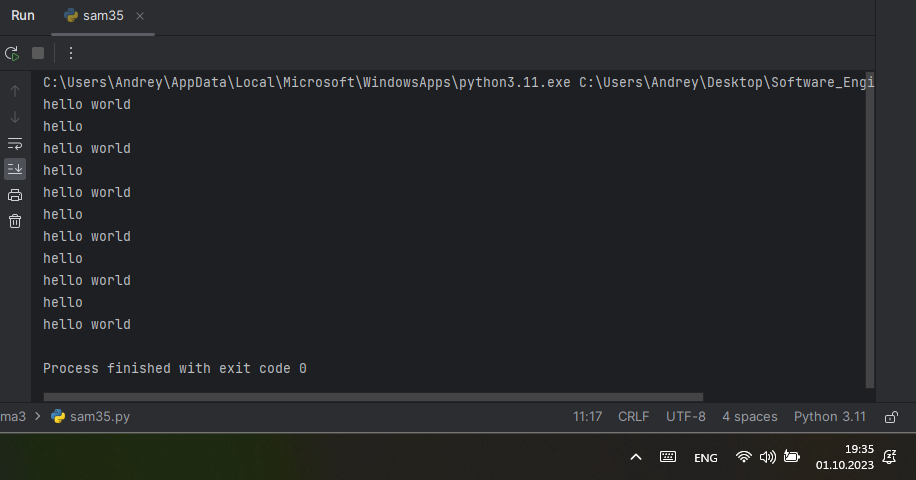 Run sam35
C:\Users\Andrey\AppData\Local\Microsoft\WindowsApps\python3.11.exe C:\Users\Andrey\Desktop\Software_Engi
hello world
hello
hello world
hello
hello world
hello
hello world
hello
hello world
hello
hello world
Process finished with exit code 0
ma3 > sam35.py 11:17 CRLF UTF-8 4 spaces Python 3.11
19:35
ENG
01.10.2023